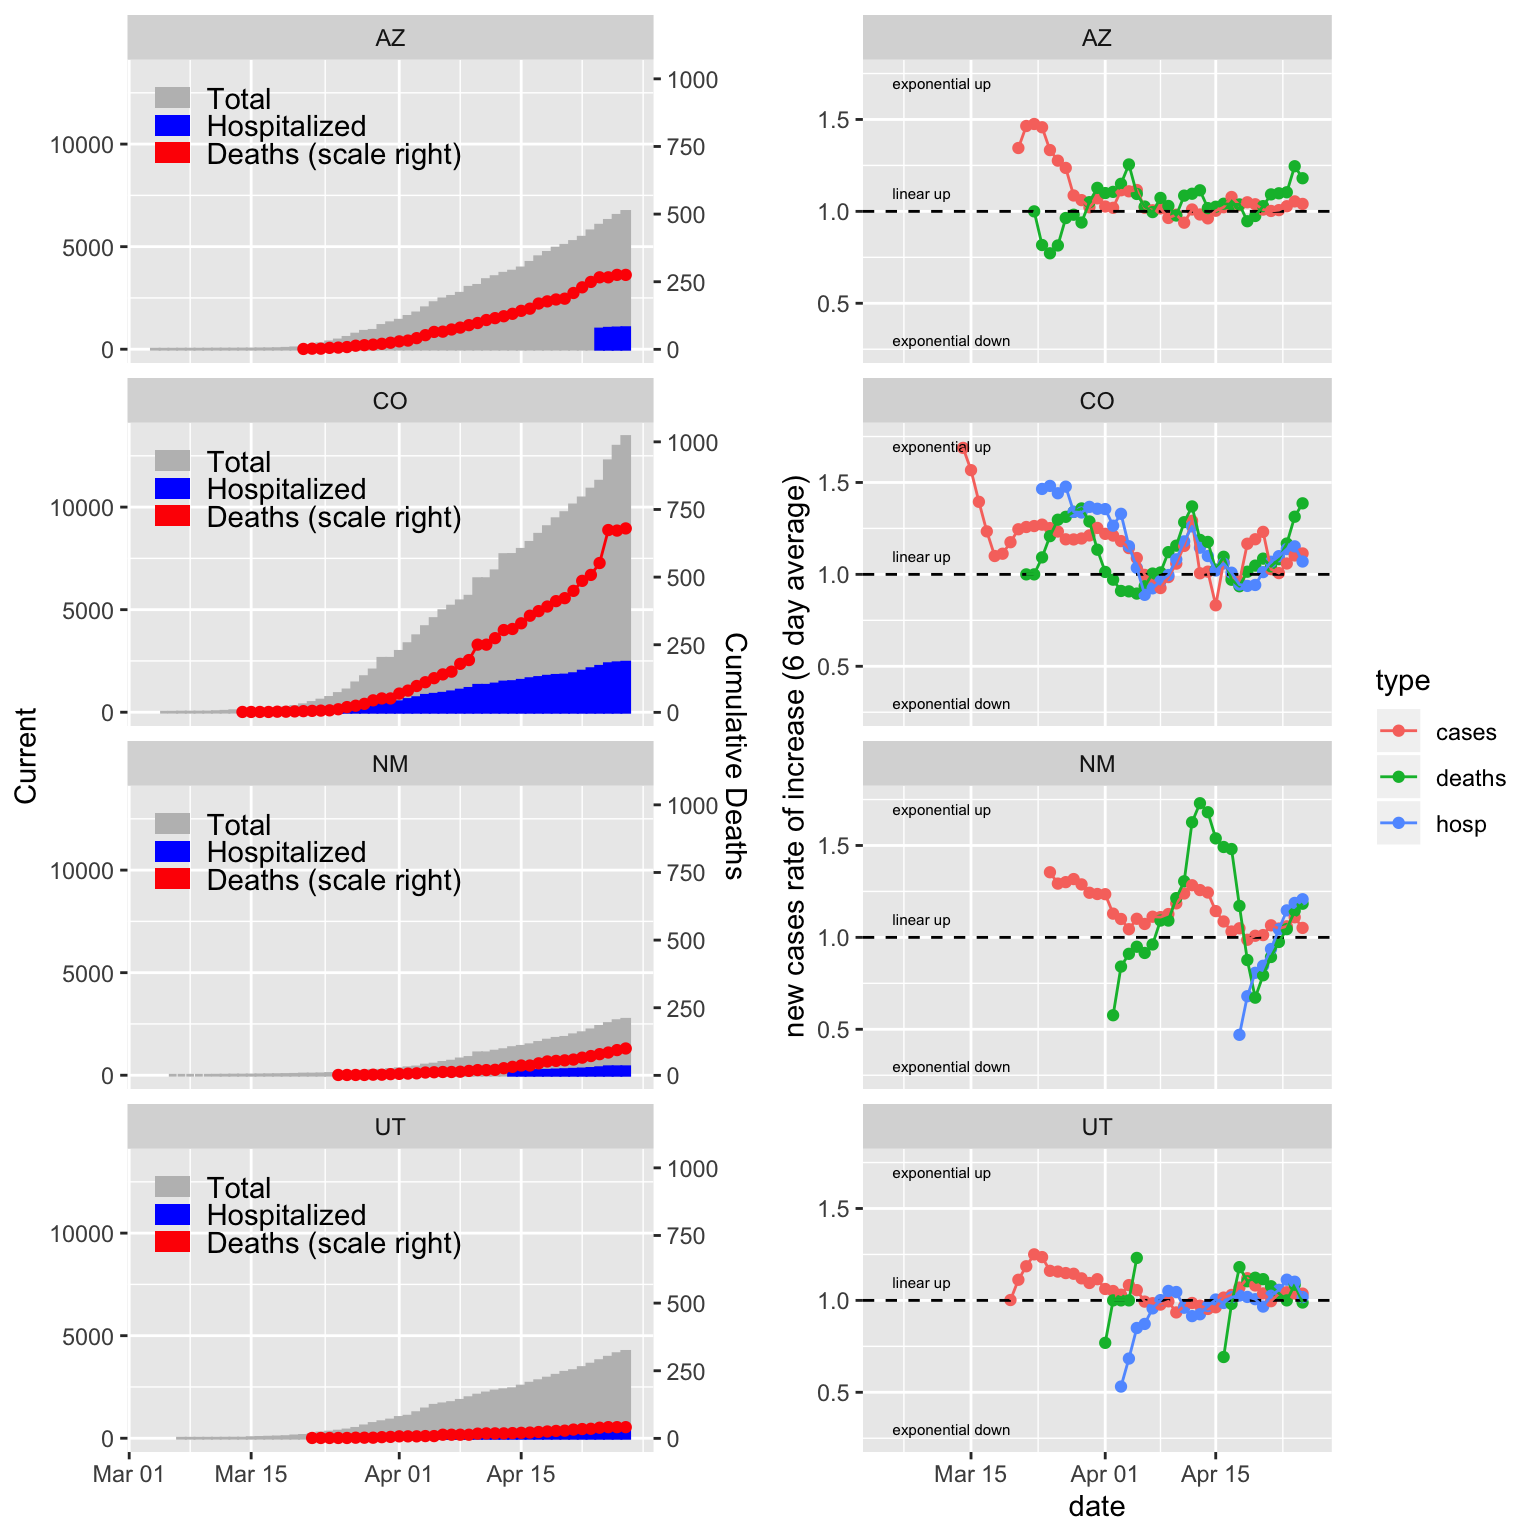 AZ
Total
Hospitalized
Deaths (scale right)
10000
5000
0
1000
750
500
250
0
CO
Total
Hospitalized
Deaths (scale right)
10000
5000
0
1000
750
500
250
0
NM
Total
Hospitalized
Deaths (scale right)
10000
5000
0
1000
750
500
250
0
UT
Total
Hospitalized
Deaths (scale right)
10000
5000
0
1000
750
500
250
0
Mar 01 Mar 15 Apr 01 Apr 15
Current
Cumulative Deaths
new cases rate of increase (6 day average)
AZ
exponential up
linear up
exponential down
1.5
1.0
0.5
CO
exponential up
linear up
exponential down
1.5
1.0
0.5
NM
exponential up
linear up
exponential down
1.5
1.0
0.5
UT
exponential up
linear up
exponential down
1.5
1.0
0.5
Mar 15 Apr 01 Apr 15
date
type
cases
deaths
hosp